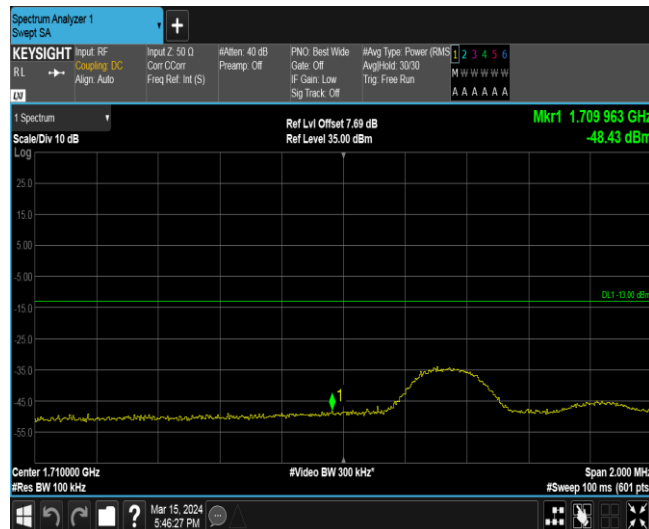 Spectrum Analyzer 1
Swept SA
+
KEYSIGHT
RL
LXI
Input: RF
Coupling: DC
Align: Auto
Input Z: 50 Ω
Corr CCorr
Freq Ref: Int (S)
#Atten: 40 dB
Preamp: Off
PNO: Best Wide
Gate: Off
IF Gain: Low
Sig Track: Off
#Avg Type: Power (RMS
Avg|Hold: 30/30
Trig: Free Run
1 2 3 4 5 6
M W W W W W
A A A A A A
1 Spectrum
Scale/Div 10 dB
Log
Ref Lvl Offset 7.69 dB
Ref Level 35.00 dBm
Mkr1 1.709 963 GHz
-48.43 dBm
25.0
15.0
5.00
-5.00
DL1 -13.00 dBm
-15.0
-25.0
-35.0
-45.0
1
-55.0
Center 1.710000 GHz
#Res BW 100 kHz
#Video BW 300 kHz*
Span 2.000 MHz
#Sweep 100 ms (601 pts
?
Mar 15, 2024
5:46:27 PM